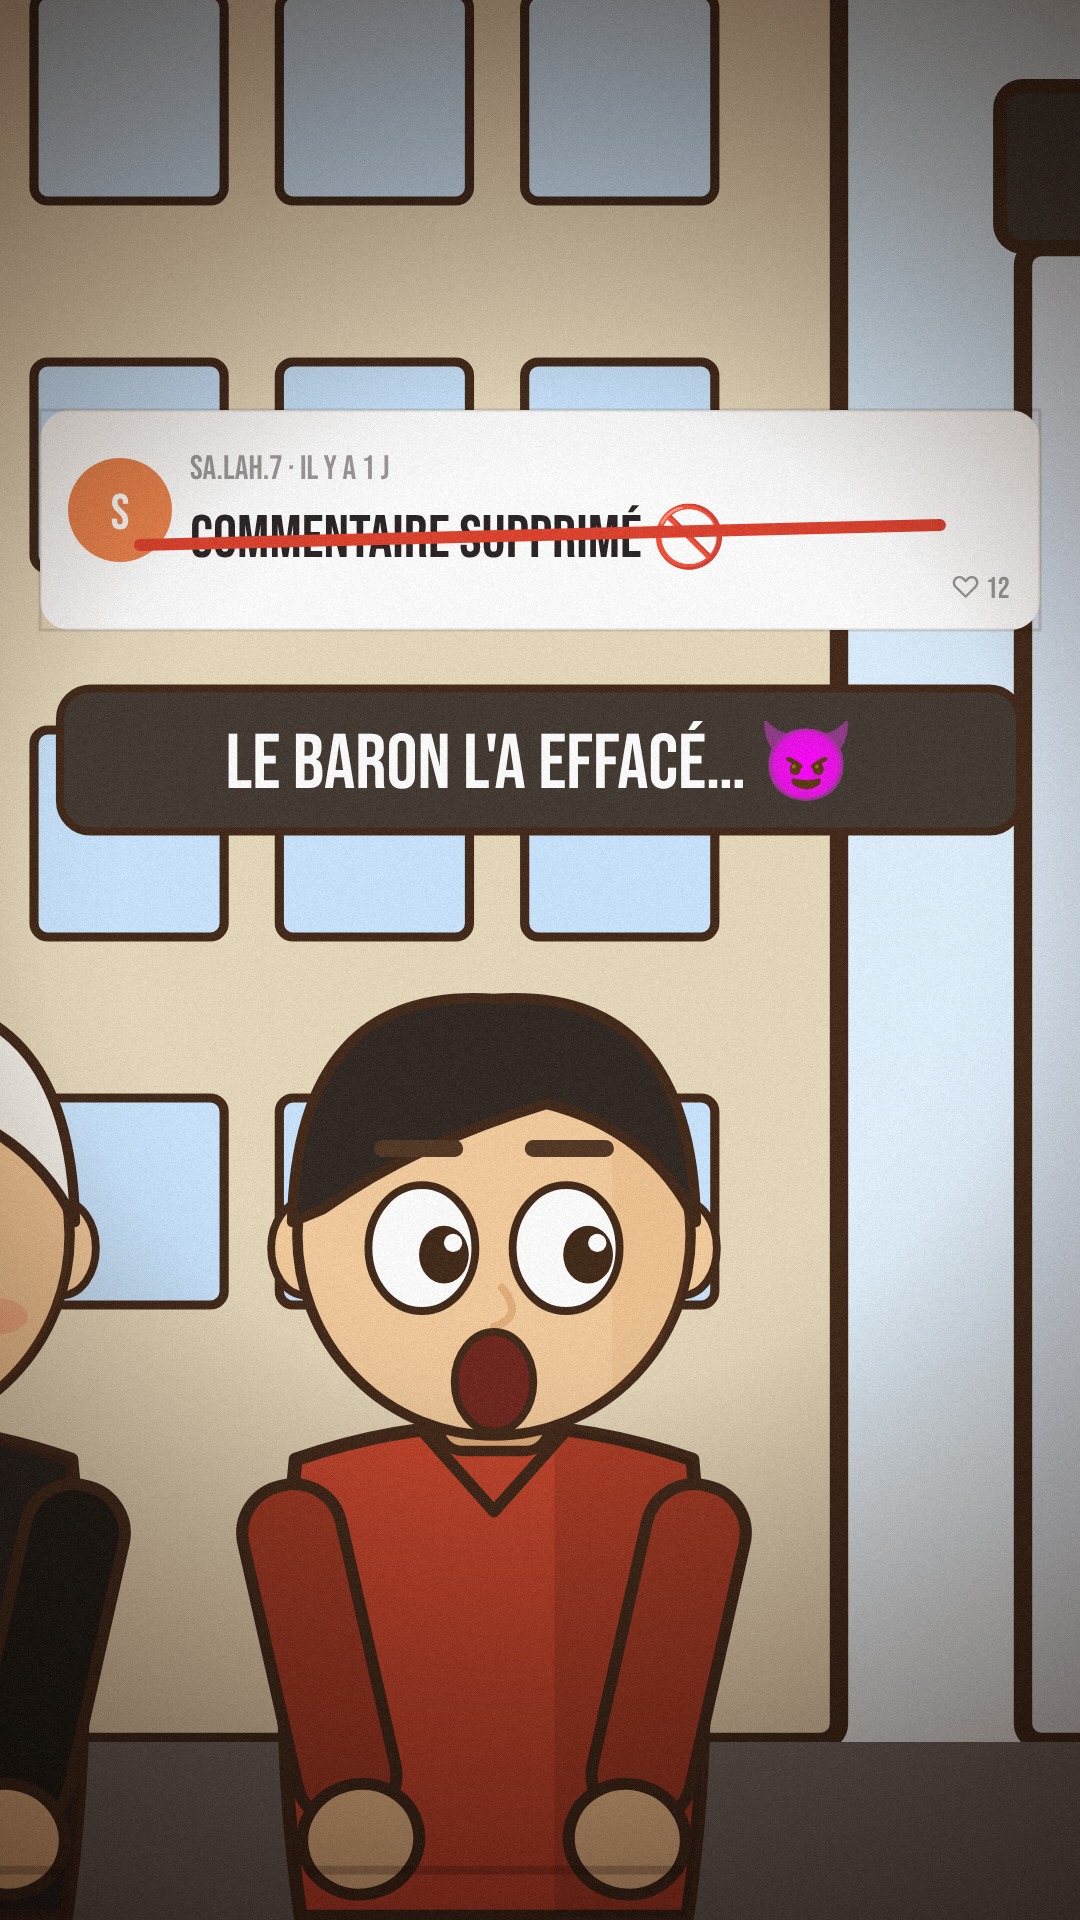 S
SA.LAH.7 · IL Y A 1 J
COMMENTAIRE SUPPRIMÉ 🚫
♡ 12
LE BARON L'A EFFACÉ... 😈